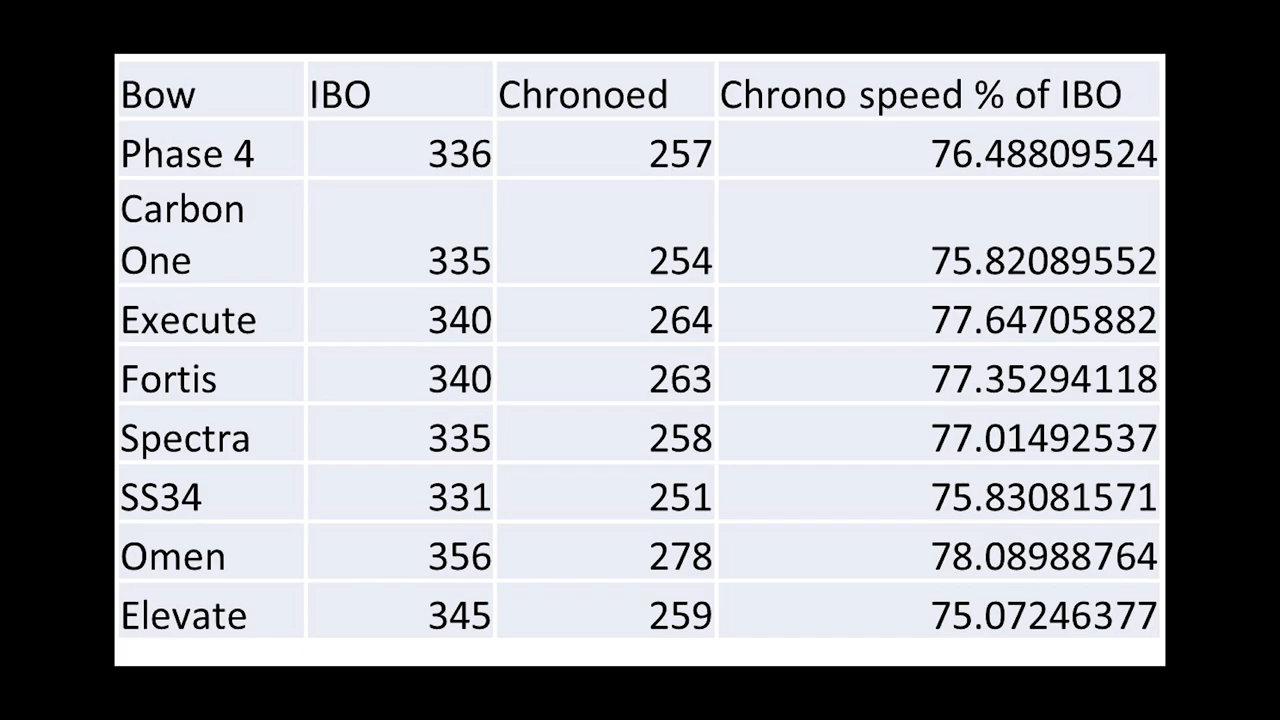 Bow IBO Chronoed Chrono speed % of IBO
Phase 4 336 257 76.48809524
Carbon
One 335 254 75.82089552
Execute 340 264 77.64705882
Fortis 340 263 77.35294118
Spectra 335 258 77.01492537
SS34 331 251 75.83081571
Omen 356 278 78.08988764
Elevate 345 259 75.07246377